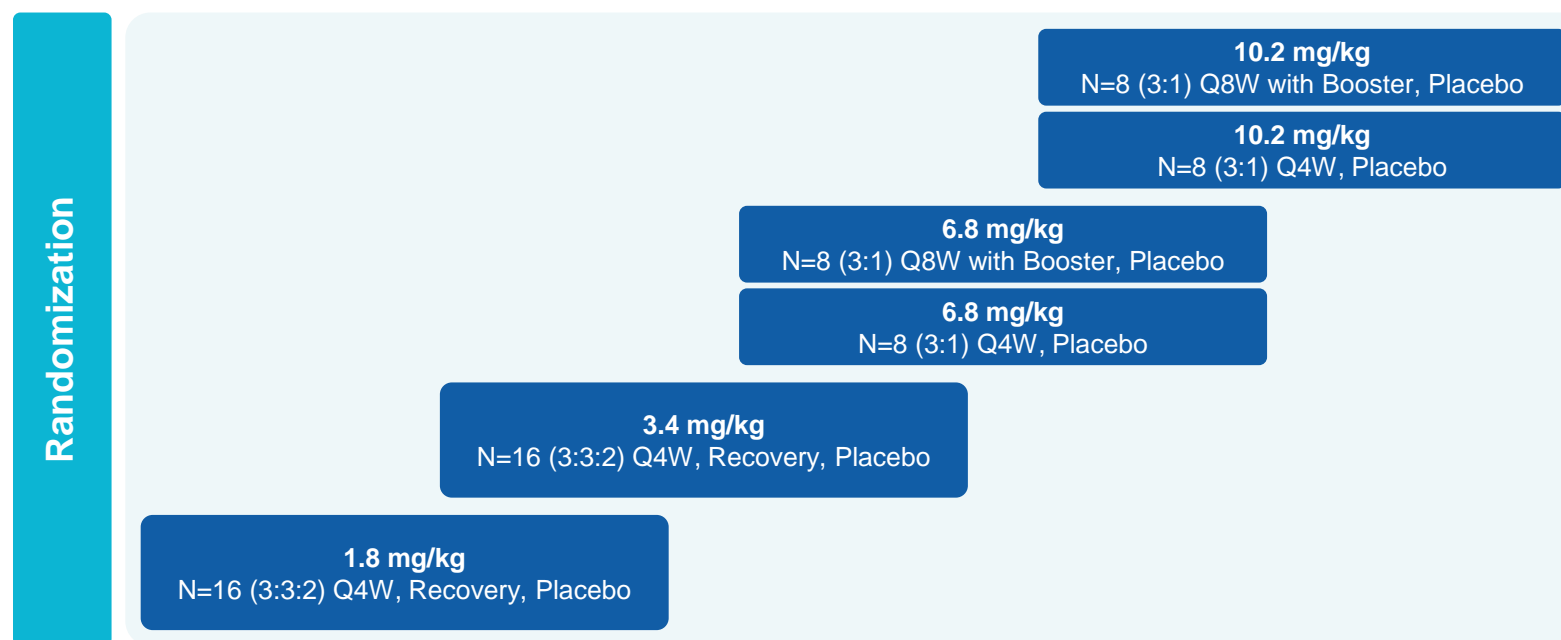 Randomization
10.2 mg/kg
N=8 (3:1) Q8W with Booster, Placebo
10.2 mg/kg
N=8 (3:1) Q4W, Placebo
6.8 mg/kg
N=8 (3:1) Q8W with Booster, Placebo
6.8 mg/kg
N=8 (3:1) Q4W, Placebo
3.4 mg/kg
N=16 (3:3:2) Q4W, Recovery, Placebo
1.8 mg/kg
N=16 (3:3:2) Q4W, Recovery, Placebo